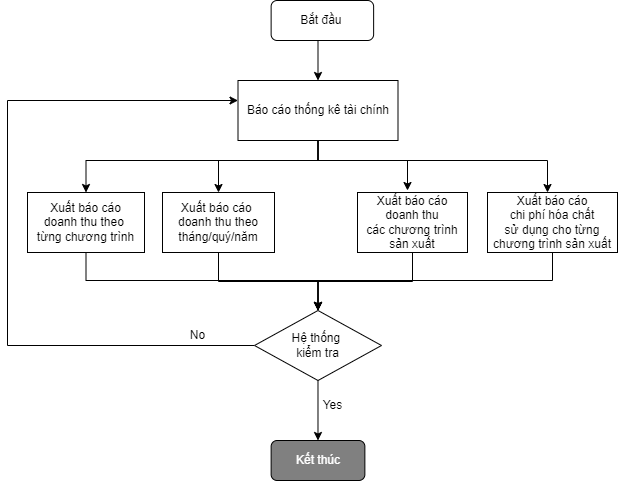 Bắt đầu
Báo cáo thống kê tài chính
Xuất báo cáo
doanh thu theo
từng chương trình
Xuất báo cáo
doanh thu theo
tháng/quý/năm
Xuất báo cáo
doanh thu
các chương trình
sản xuất
Xuất báo cáo
chi phí hóa chất
sử dụng cho từng
chương trình sản xuất
Hệ thống
kiểm tra
No
Yes
Kết thúc